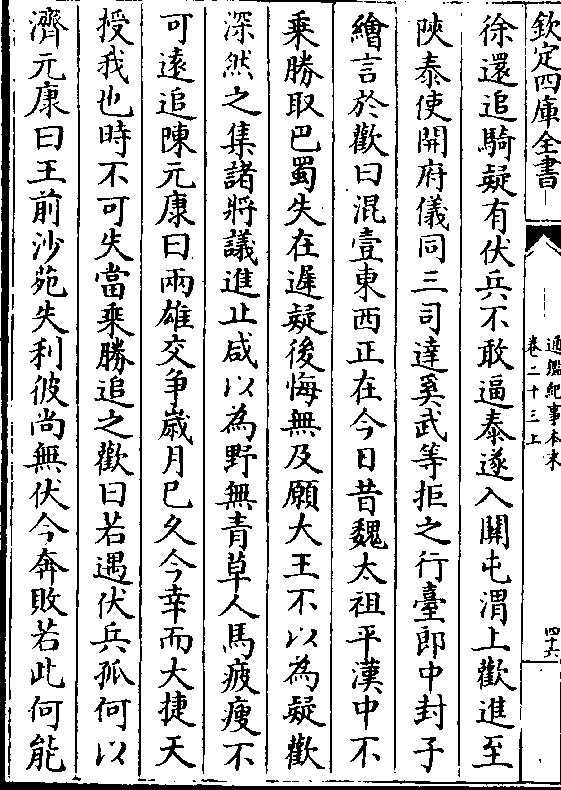 欽定四庫全書
通鑑紀事本末
卷二十三上
四十六
徐還追騎疑有伏兵不敢逼泰遂入關屯渭上歡進至
陜泰使開府儀同三司達奚武等拒之行臺郎中封子
繪言於歡曰混壹東西正在今日昔魏太祖平漢中不
乘勝取巴蜀失在遲疑後悔無及願大王不以為疑歡
深然之集諸將議進止咸以為野無青草人馬疲瘦不
可遠追陳元康曰兩雄交爭歲月已久今幸而大捷天
授我也時不可失當乘勝追之歡曰若遇伏兵孤何以
濟元康曰王前沙苑失利彼尚無伏今奔敗若此何能